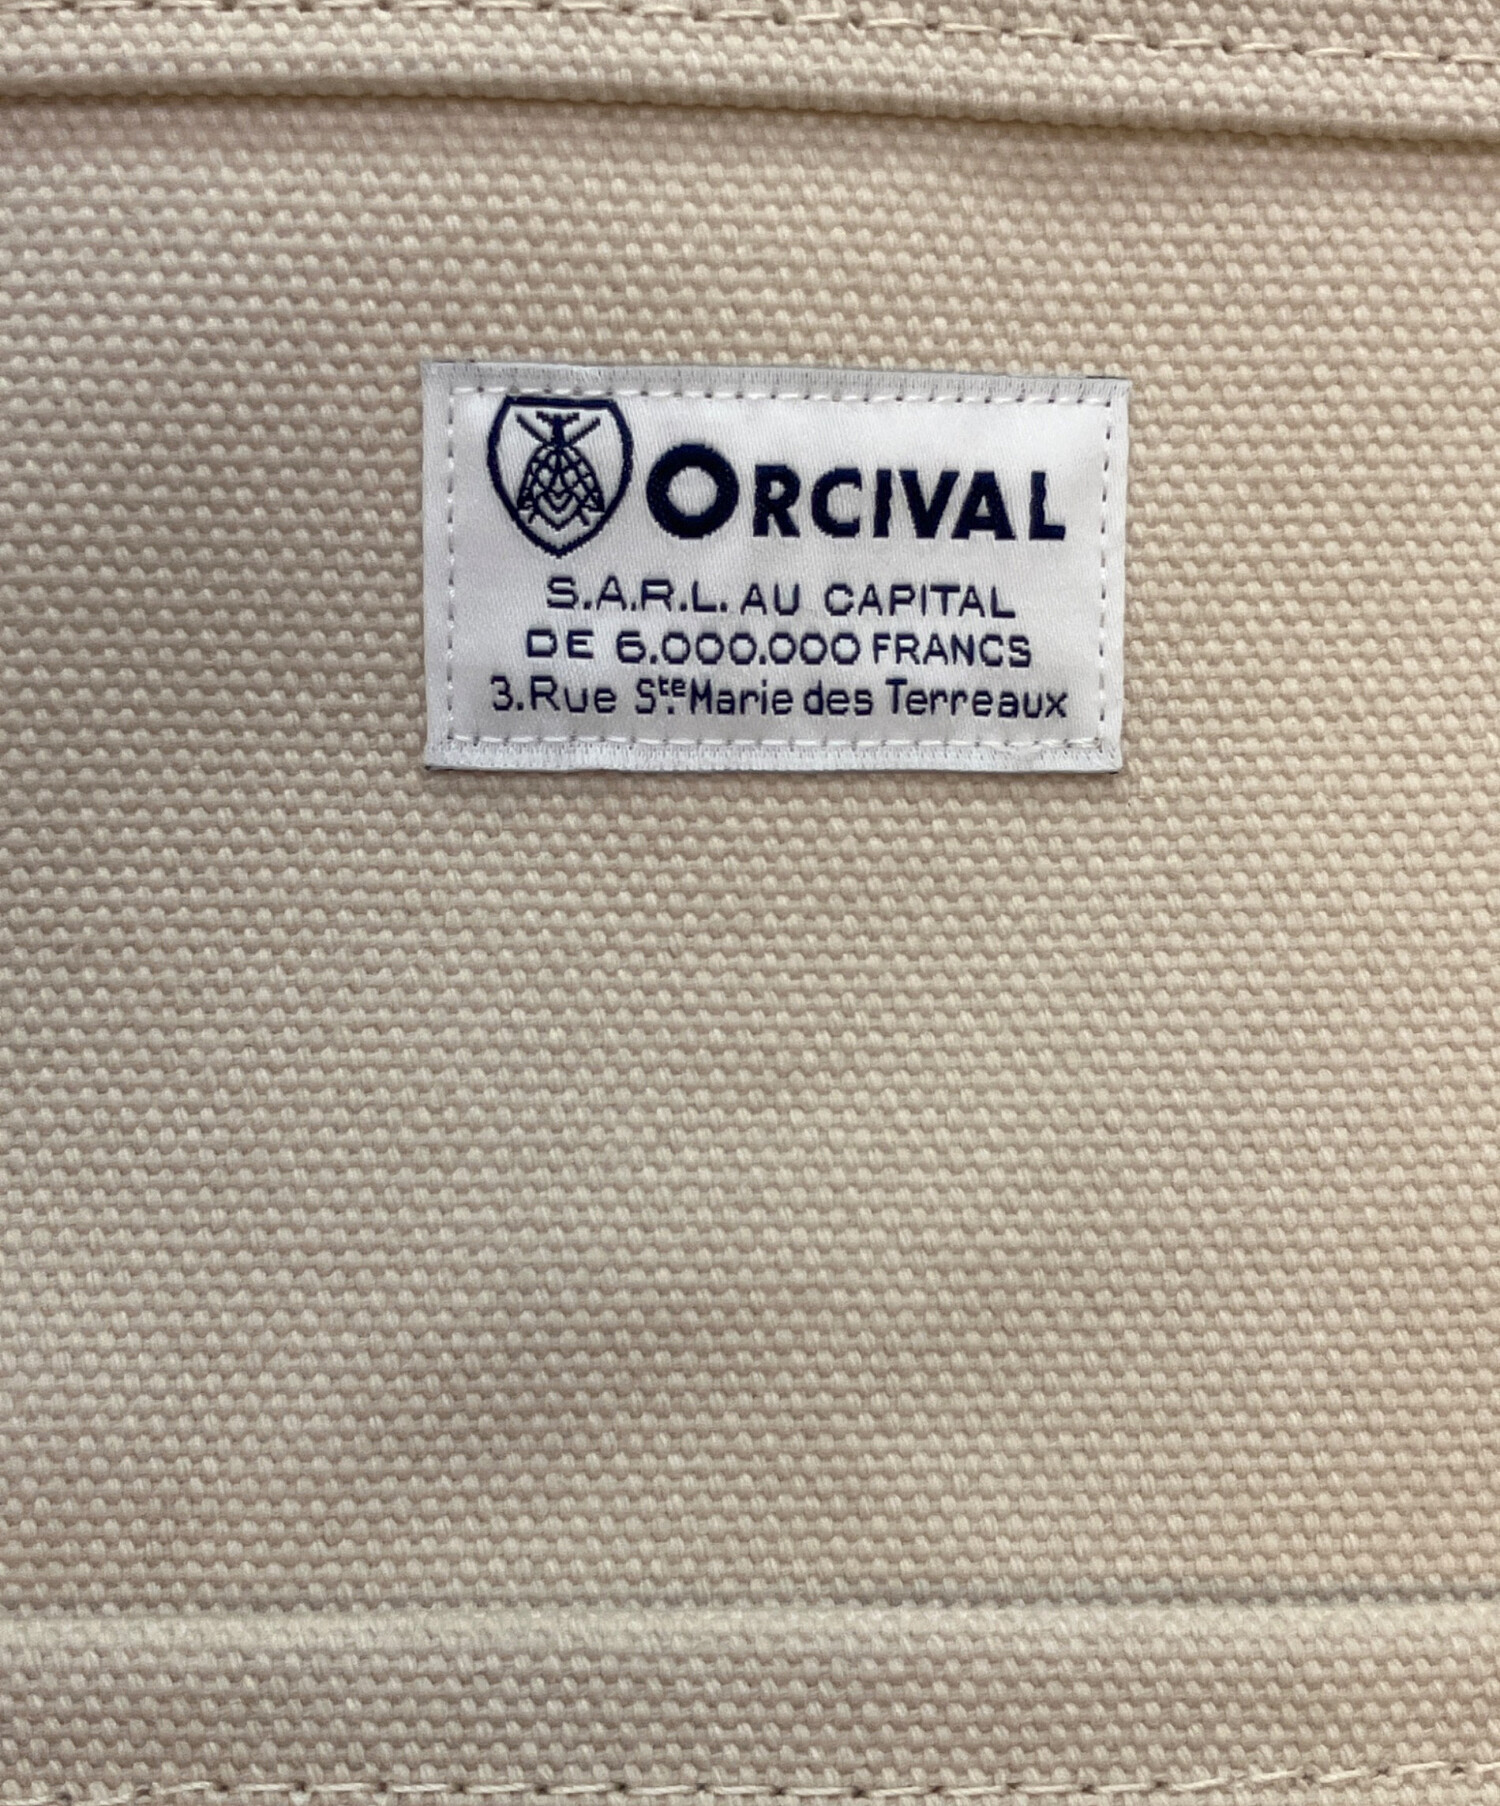 ORCIVAL
S.A.R.L. AU CAPITAL
DE 6.000.000 FRANCS
3.Rue Ste Marie des Terreaux